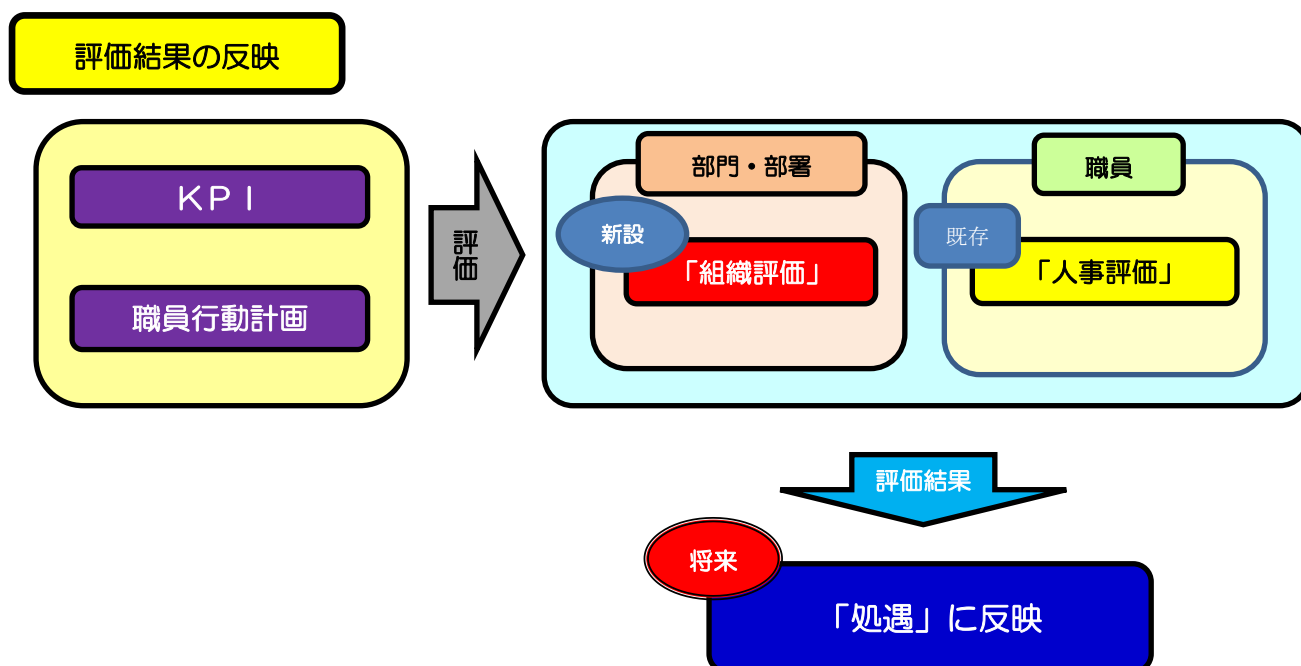 評価結果の反映
ＫＰＩ
職員行動計画
評価
部門・部署
新設
「組織評価」
職員
既存
「人事評価」
評価結果
将来
「処遇」に反映